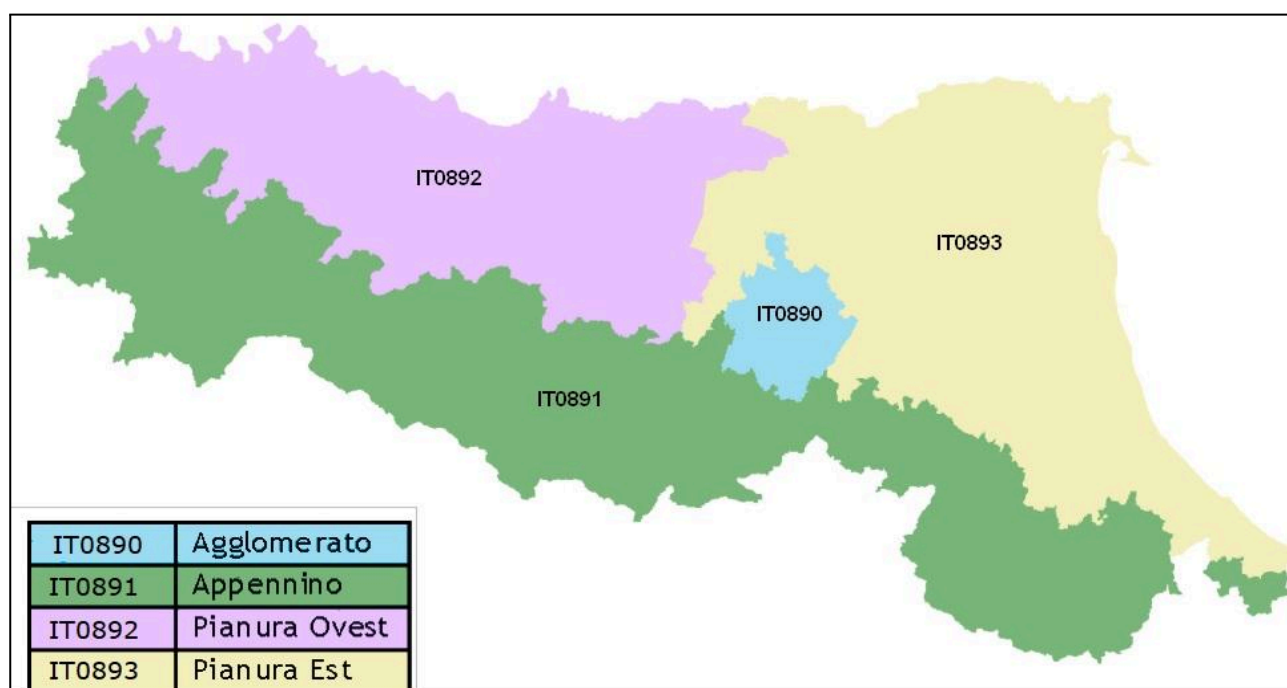 IT0892
IT0893
IT0890
IT0891
IT0890 Agglomerato
IT0891 Appennino
IT0892 Pianura Ovest
IT0893 Pianura Est